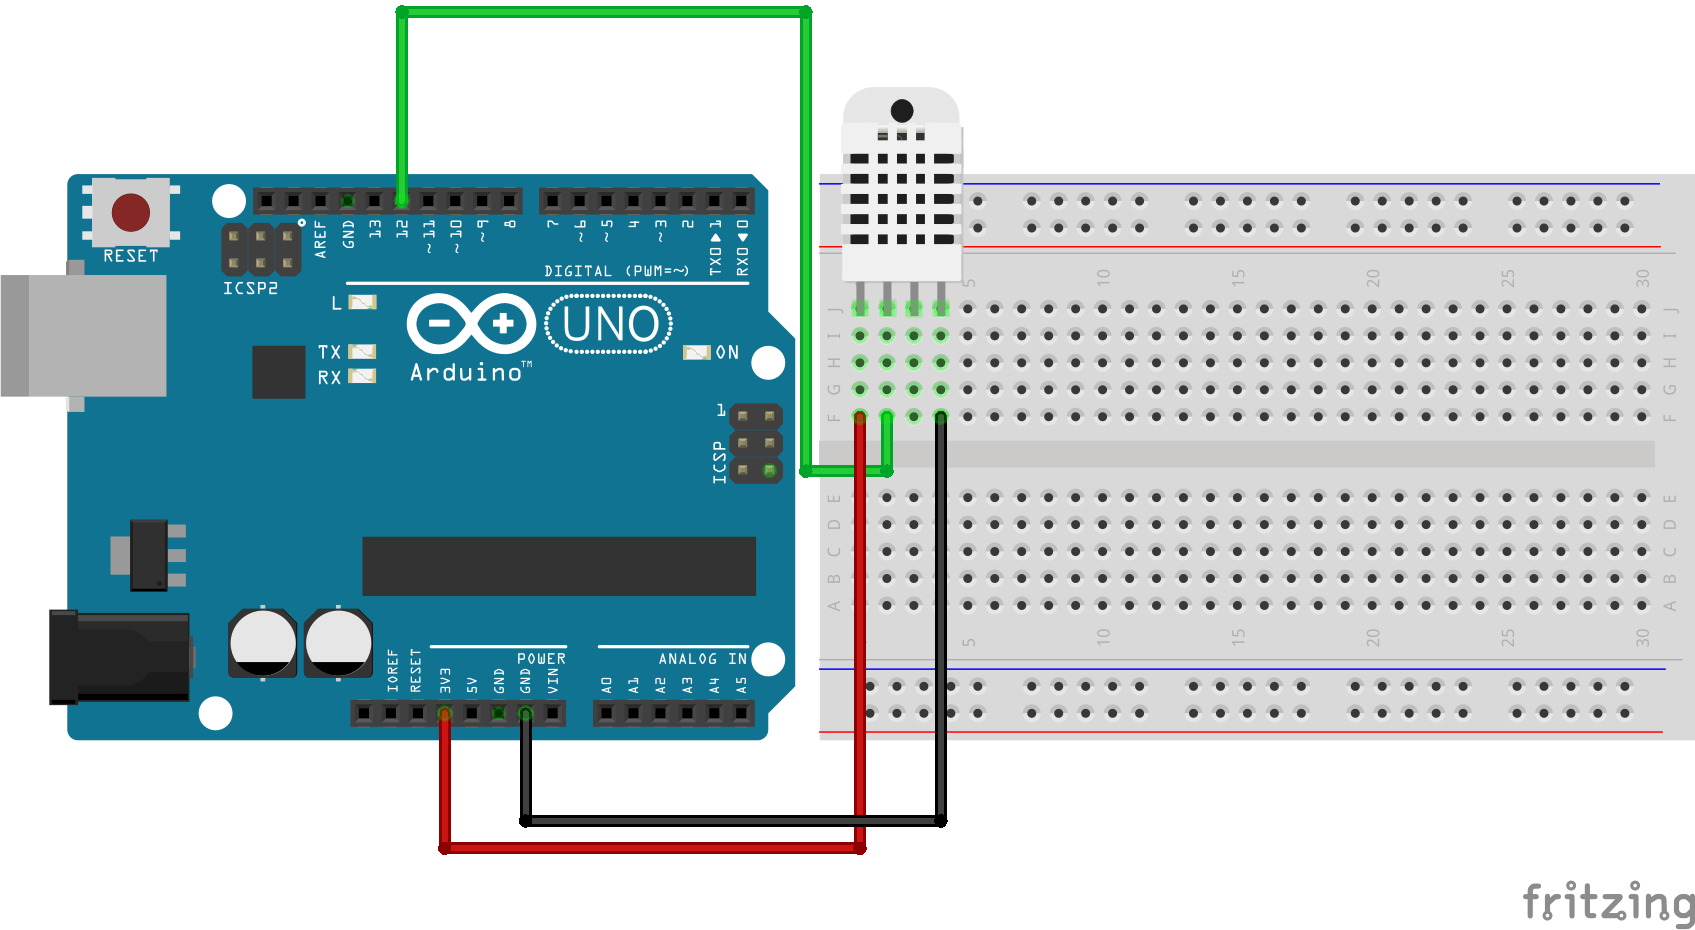 RESET
ICSP2
AREF
GND
13
12
~11
~10
~9
8
7
~6
~5
4
~3
2
TX0▶1
RX0◀0
DIGITAL (PWM=~)
L
TX
RX
UNO
Arduino™
ON
1
ICSP
POWER
ANALOG IN
IOREF
RESET
3V3
5V
GND
GND
VIN
A0
A1
A2
A3
A4
A5
5
10
15
20
25
30
J
J
I
I
H
H
G
G
F
F
E
E
D
D
C
C
B
B
A
A
5
10
15
20
25
30
fritzing